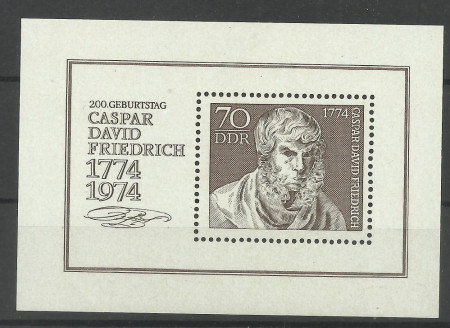 200. GEBURTSTAG
CASPAR
DAVID
FRIEDRICH
1774
1974
70
DDR
1774
CASPAR DAVID FRIEDRICH